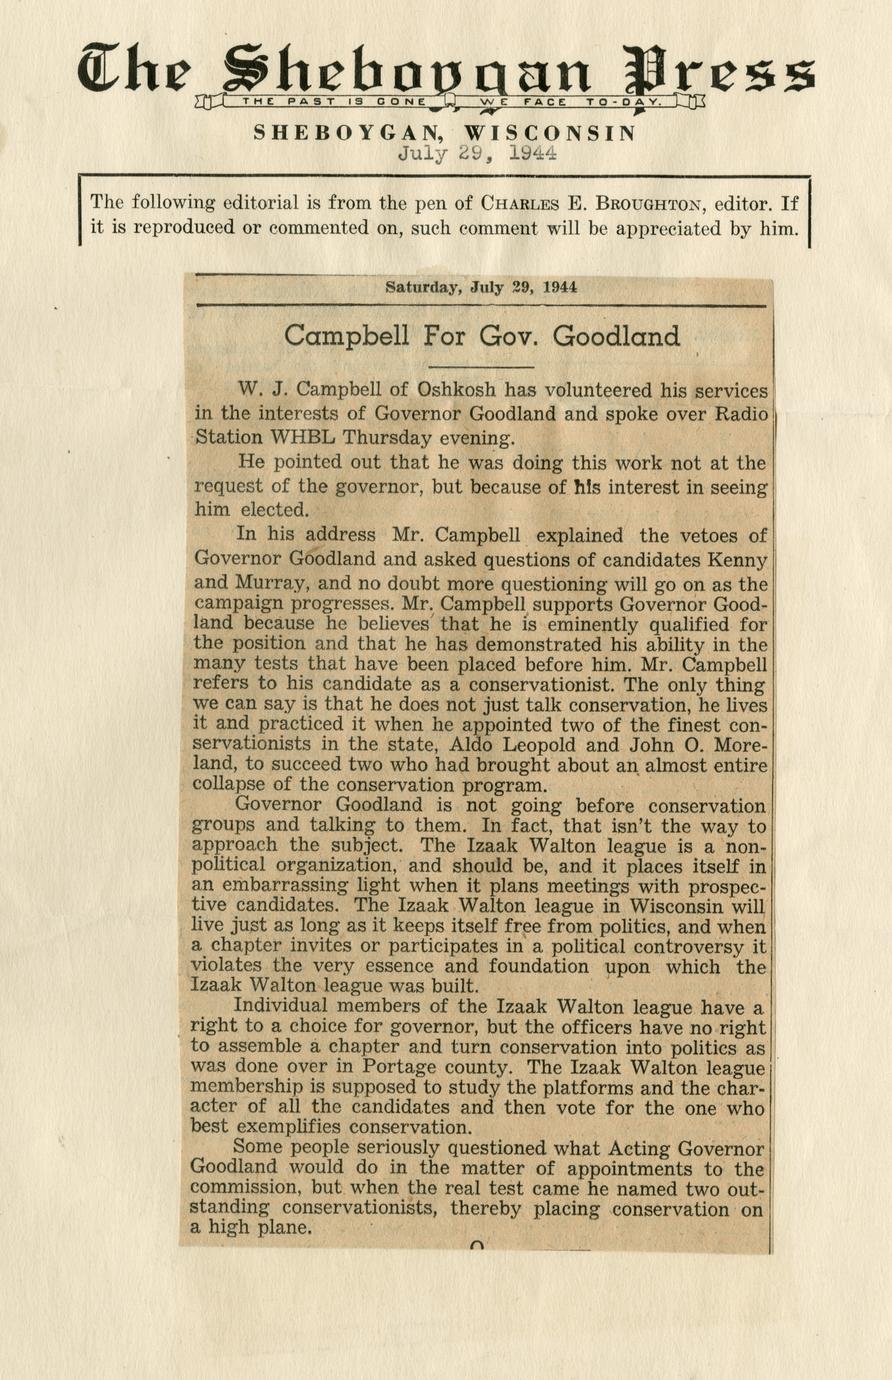 The Sheboygan Press
THE PAST IS GONE WE FACE TO-DAY.
SHEBOYGAN, WISCONSIN
July 29, 1944
The following editorial is from the pen of CHARLES E. BROUGHTON, editor. If
it is reproduced or commented on, such comment will be appreciated by him.
Saturday, July 29, 1944
Campbell For Gov. Goodland
W. J. Campbell of Oshkosh has volunteered his services
in the interests of Governor Goodland and spoke over Radio
Station WHBL Thursday evening.
He pointed out that he was doing this work not at the
request of the governor, but because of his interest in seeing
him elected.
In his address Mr. Campbell explained the vetoes of
Governor Goodland and asked questions of candidates Kenny
and Murray, and no doubt more questioning will go on as the
campaign progresses. Mr. Campbell supports Governor Good-
land because he believes that he is eminently qualified for
the position and that he has demonstrated his ability in the
many tests that have been placed before him. Mr. Campbell
refers to his candidate as a conservationist. The only thing
we can say is that he does not just talk conservation, he lives
it and practiced it when he appointed two of the finest con-
servationists in the state, Aldo Leopold and John O. More-
land, to succeed two who had brought about an almost entire
collapse of the conservation program.
Governor Goodland is not going before conservation
groups and talking to them. In fact, that isn't the way to
approach the subject. The Izaak Walton league is a non-
political organization, and should be, and it places itself in
an embarrassing light when it plans meetings with prospec-
tive candidates. The Izaak Walton league in Wisconsin will
live just as long as it keeps itself free from politics, and when
a chapter invites or participates in a political controversy it
violates the very essence and foundation upon which the
Izaak Walton league was built.
Individual members of the Izaak Walton league have a
right to a choice for governor, but the officers have no right
to assemble a chapter and turn conservation into politics as
was done over in Portage county. The Izaak Walton league
membership is supposed to study the platforms and the char-
acter of all the candidates and then vote for the one who
best exemplifies conservation.
Some people seriously questioned what Acting Governor
Goodland would do in the matter of appointments to the
commission, but when the real test came he named two out-
standing conservationists, thereby placing conservation on
a high plane.